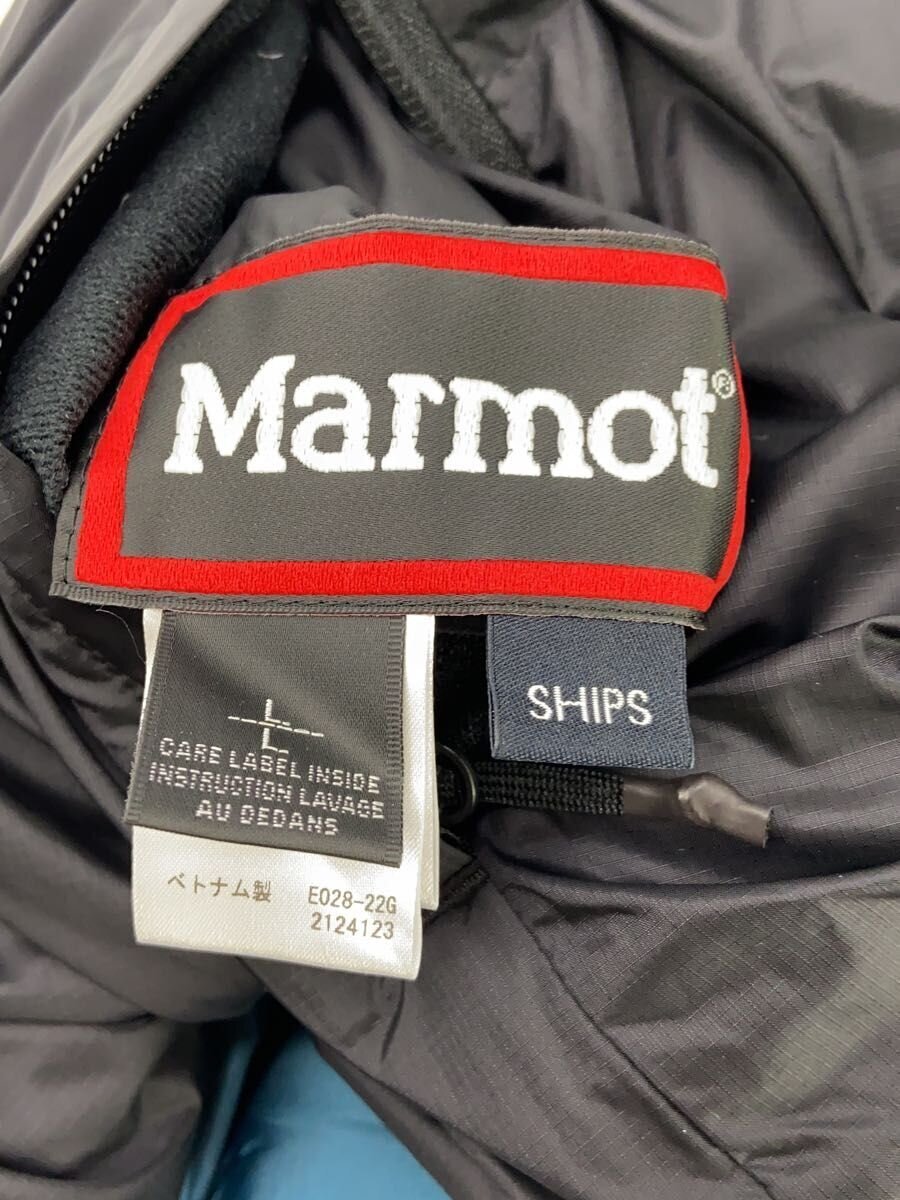 Marmot®
L
L
CARE LABEL INSIDE
INSTRUCTION LAVAGE
AU DEDANS
SHIPS
ベトナム製 E028-22G
2124123